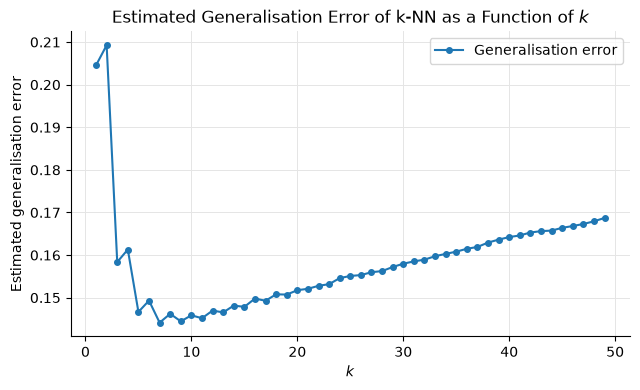 Estimated Generalisation Error of k-NN as a Function of k
Generalisation error
Estimated generalisation error
0.21
0.20
0.19
0.18
0.17
0.16
0.15
0 10 20 30 40 50
k